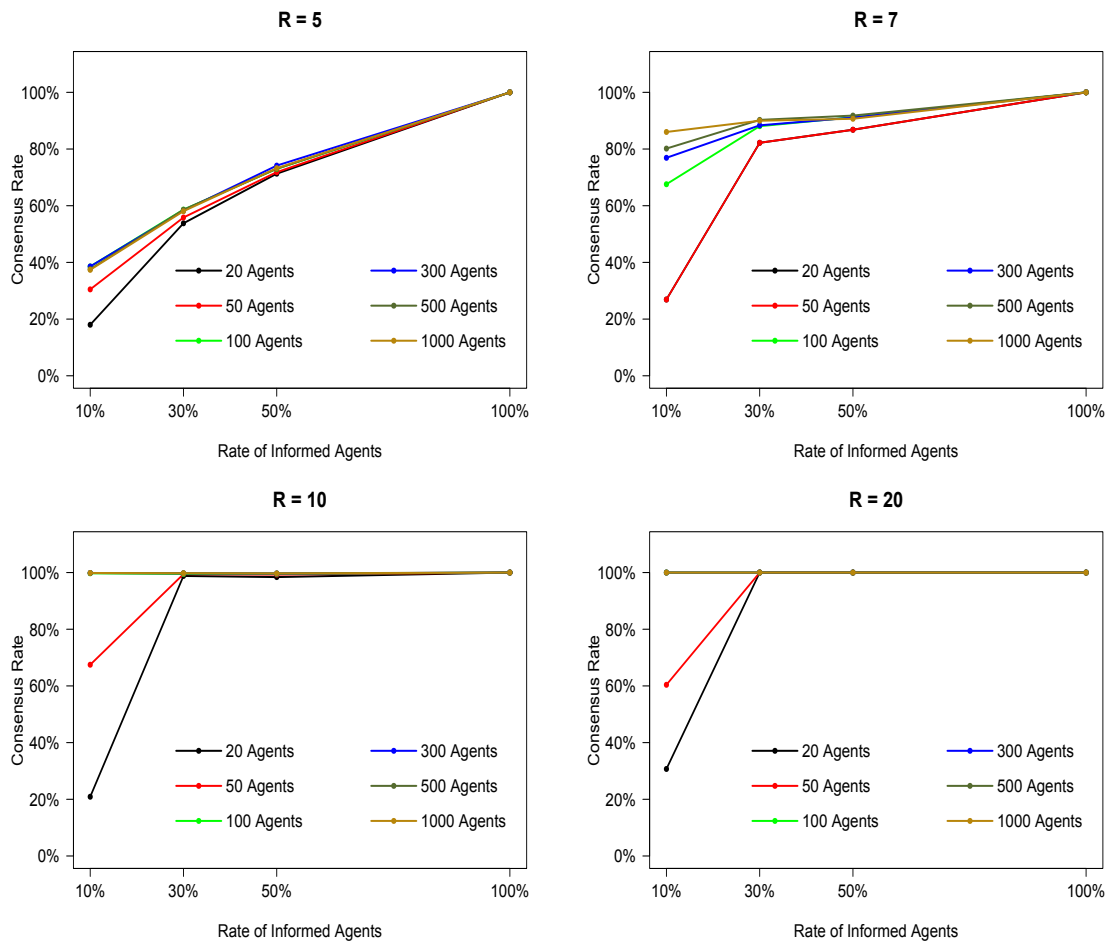 R = 5
Consensus Rate
100%
80%
60%
40%
20%
0%
20 Agents
50 Agents
100 Agents
300 Agents
500 Agents
1000 Agents
10%
30%
50%
100%
Rate of Informed Agents
R = 7
Consensus Rate
100%
80%
60%
40%
20%
0%
20 Agents
50 Agents
100 Agents
300 Agents
500 Agents
1000 Agents
10%
30%
50%
100%
Rate of Informed Agents
R = 10
Consensus Rate
100%
80%
60%
40%
20%
0%
20 Agents
50 Agents
100 Agents
300 Agents
500 Agents
1000 Agents
10%
30%
50%
100%
Rate of Informed Agents
R = 20
Consensus Rate
100%
80%
60%
40%
20%
0%
20 Agents
50 Agents
100 Agents
300 Agents
500 Agents
1000 Agents
10%
30%
50%
100%
Rate of Informed Agents